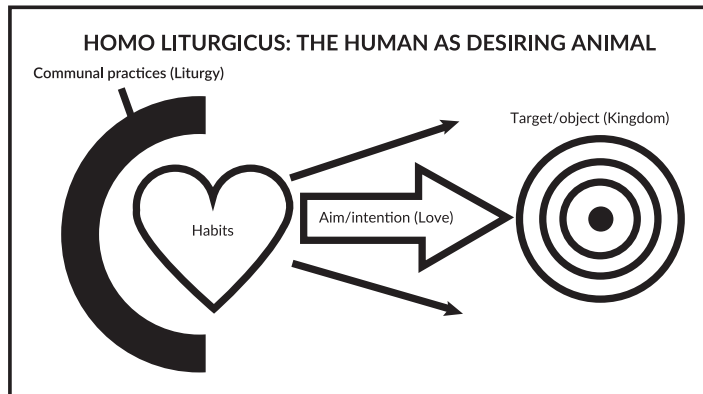 HOMO LITURGICUS: THE HUMAN AS DESIRING ANIMAL
Communal practices (Liturgy)
Target/object (Kingdom)
Habits
Aim/intention (Love)